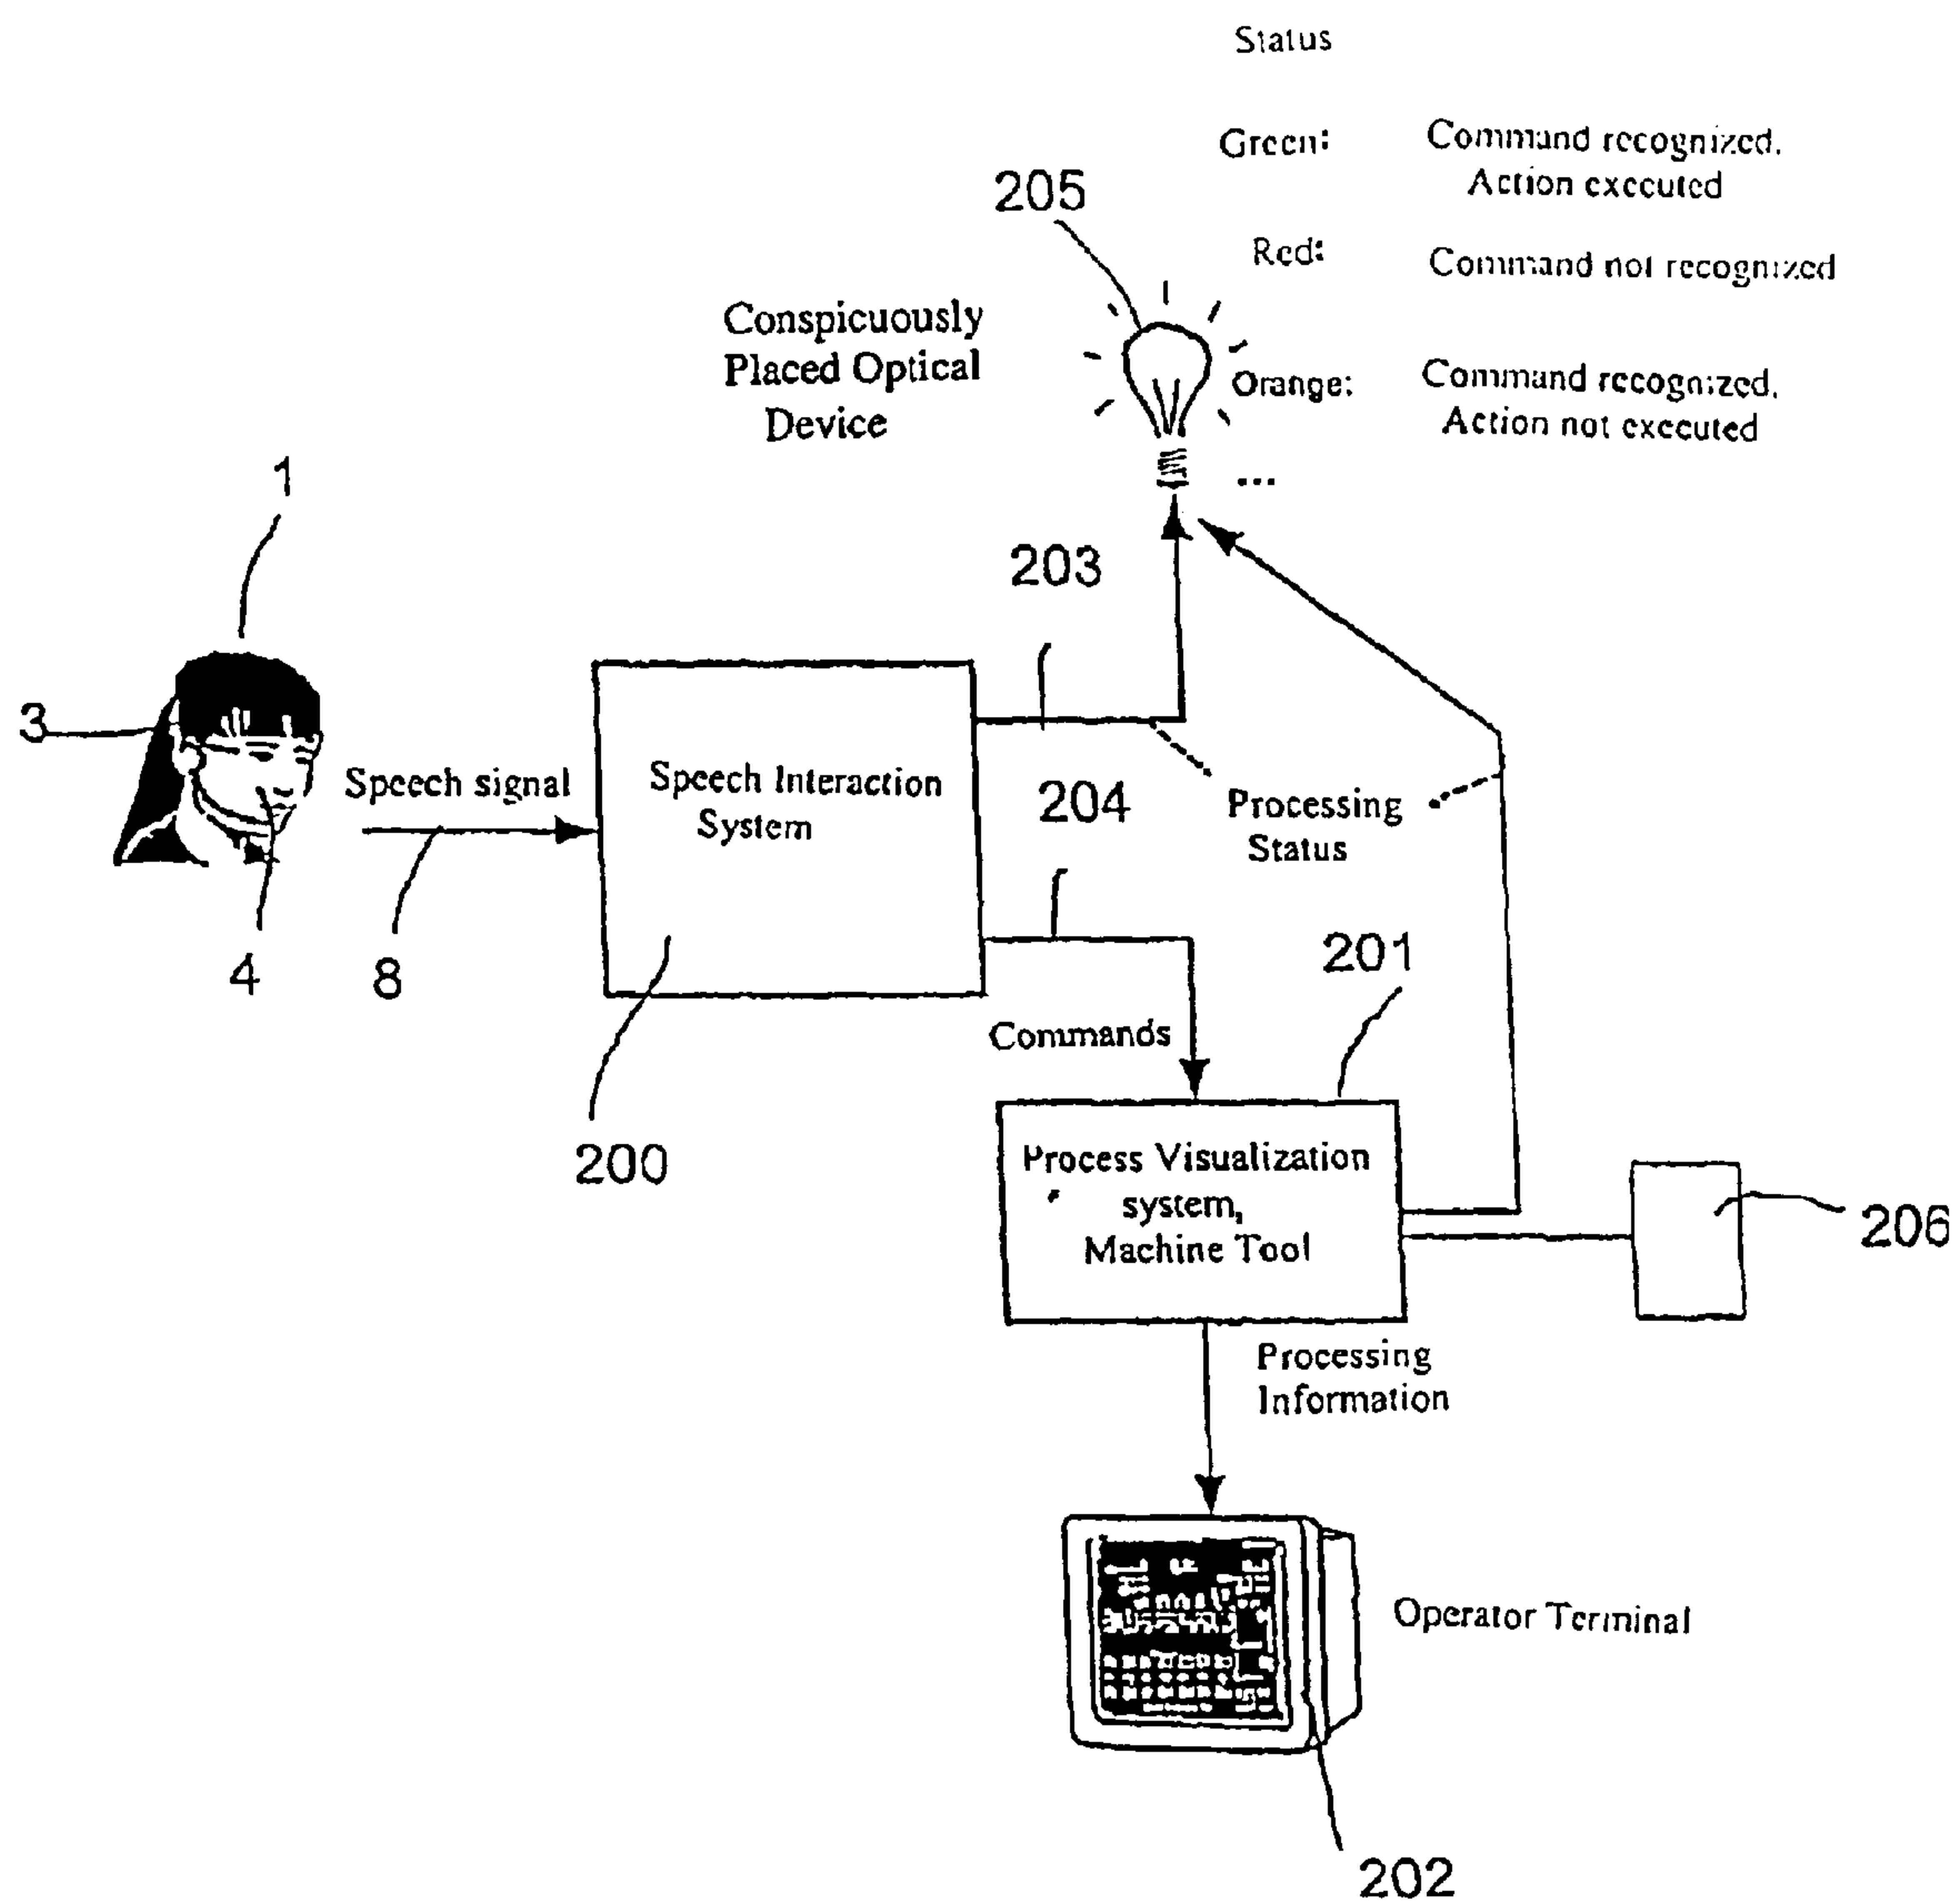 Status
Green:
Command recognized.
Action executed
205
Red:
Command not recognized
Conspicuously
Placed Optical
Device
Orange:
Command recognized.
Action not executed
...
1
203
3
Speech signal
Speech Interaction
System
204
Processing
Status
4
8
201
Commands
200
Process Visualization
system,
Machine Tool
206
Processing
Information
Operator Terminal
202